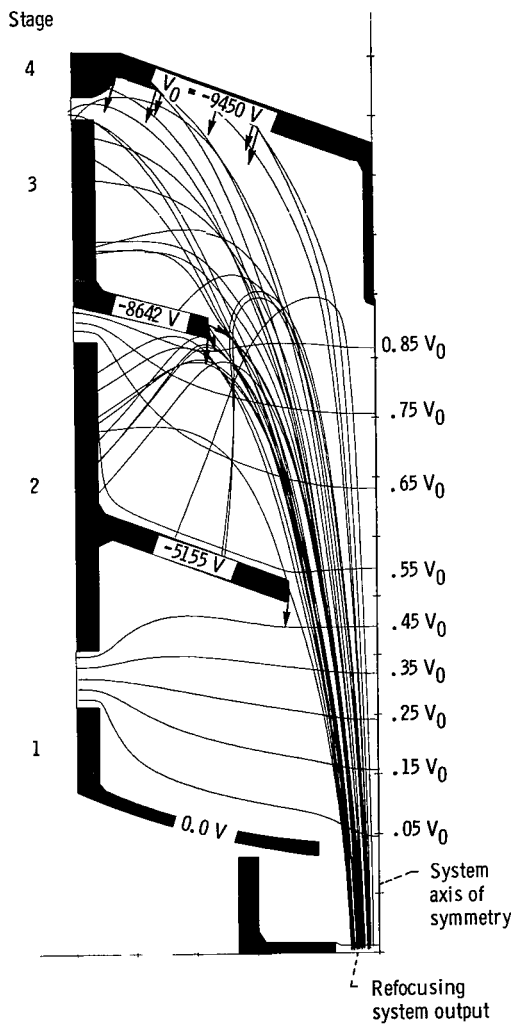 Stage
4
V0 = -9450 V
3
-8642 V
0.85 V0
.75 V0
.65 V0
2
-5155 V
.55 V0
.45 V0
.35 V0
.25 V0
1
.15 V0
0.0 V
.05 V0
System
axis of
symmetry
Refocusing
system output